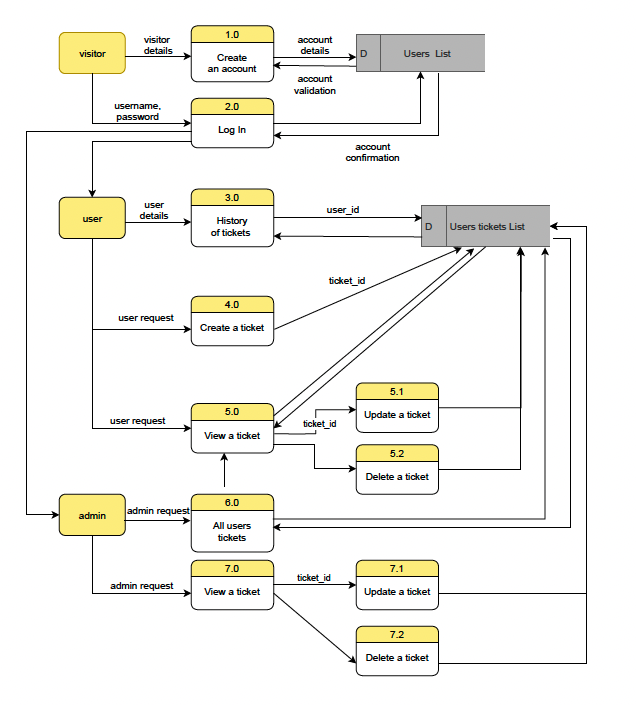 visitor
visitor
details
1.0
Create
an account
account
details
account
validation
D
Users List
username,
password
2.0
Log In
account
confirmation
user
user
details
3.0
History
of tickets
user_id
D
Users tickets List
ticket_id
user request
4.0
Create a ticket
user request
5.0
View a ticket
ticket_id
5.1
Update a ticket
5.2
Delete a ticket
admin
admin request
6.0
All users
tickets
admin request
7.0
View a ticket
ticket_id
7.1
Update a ticket
7.2
Delete a ticket